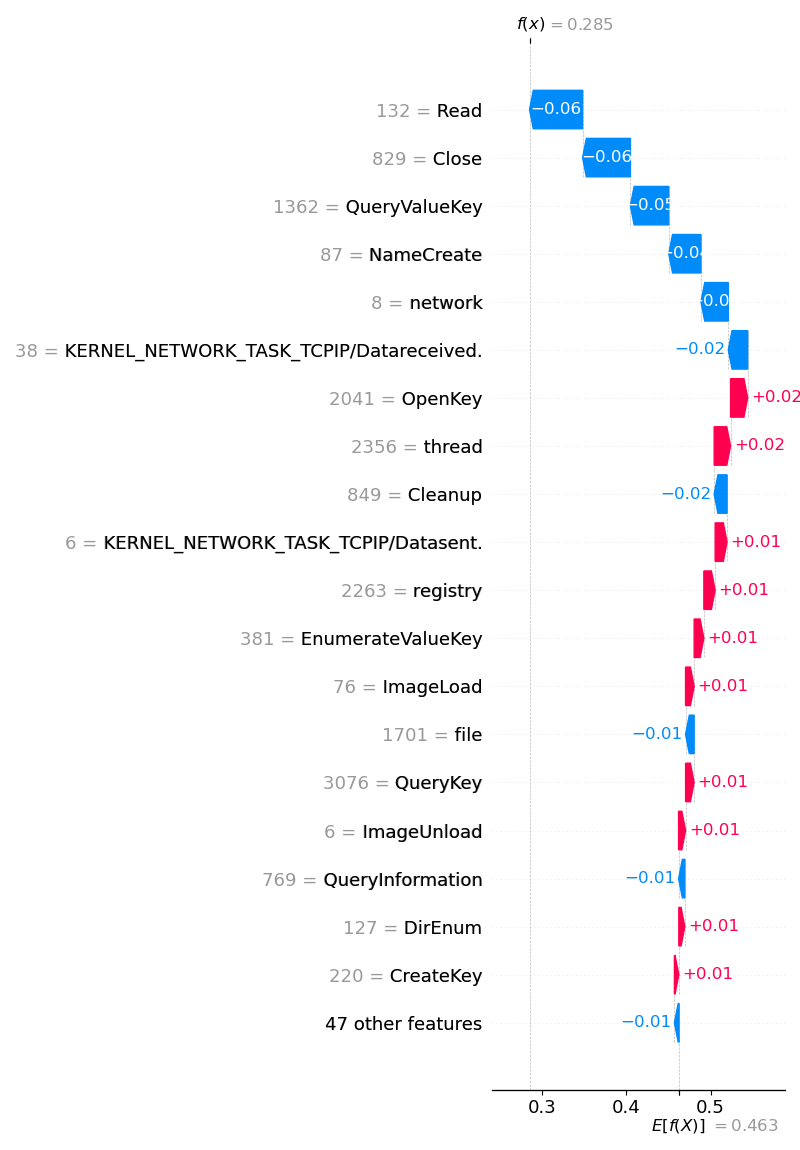 f(x) = 0.285
132 = Read −0.06
829 = Close −0.06
1362 = QueryValueKey −0.05
87 = NameCreate −0.04
8 = network
38 = KERNEL_NETWORK_TASK_TCPIP/Datareceived. −0.02
2041 = OpenKey +0.02
2356 = thread +0.02
849 = Cleanup −0.02
6 = KERNEL_NETWORK_TASK_TCPIP/Datasent. +0.01
2263 = registry +0.01
381 = EnumerateValueKey +0.01
76 = ImageLoad +0.01
1701 = file −0.01
3076 = QueryKey +0.01
6 = ImageUnload +0.01
769 = QueryInformation −0.01
127 = DirEnum +0.01
220 = CreateKey +0.01
47 other features −0.01
0.3 0.4 0.5
E[f(X)] = 0.463